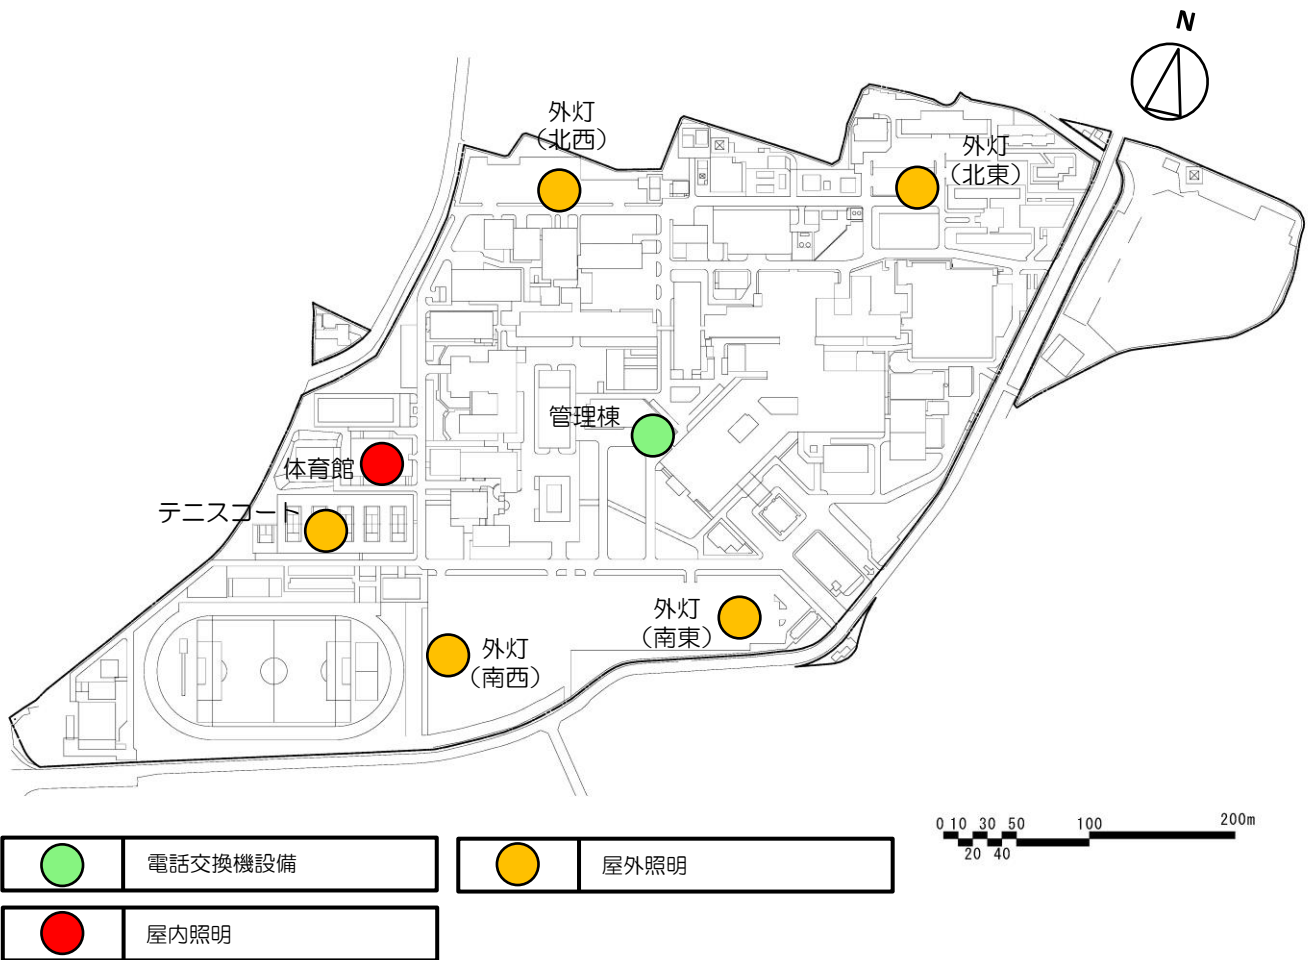 N
外灯
（北西）
外灯
（北東）
管理棟
体育館
テニスコート
外灯
（南東）
外灯
（南西）
0 10 30 50 100 200m
20 40
電話交換機設備
屋外照明
屋内照明